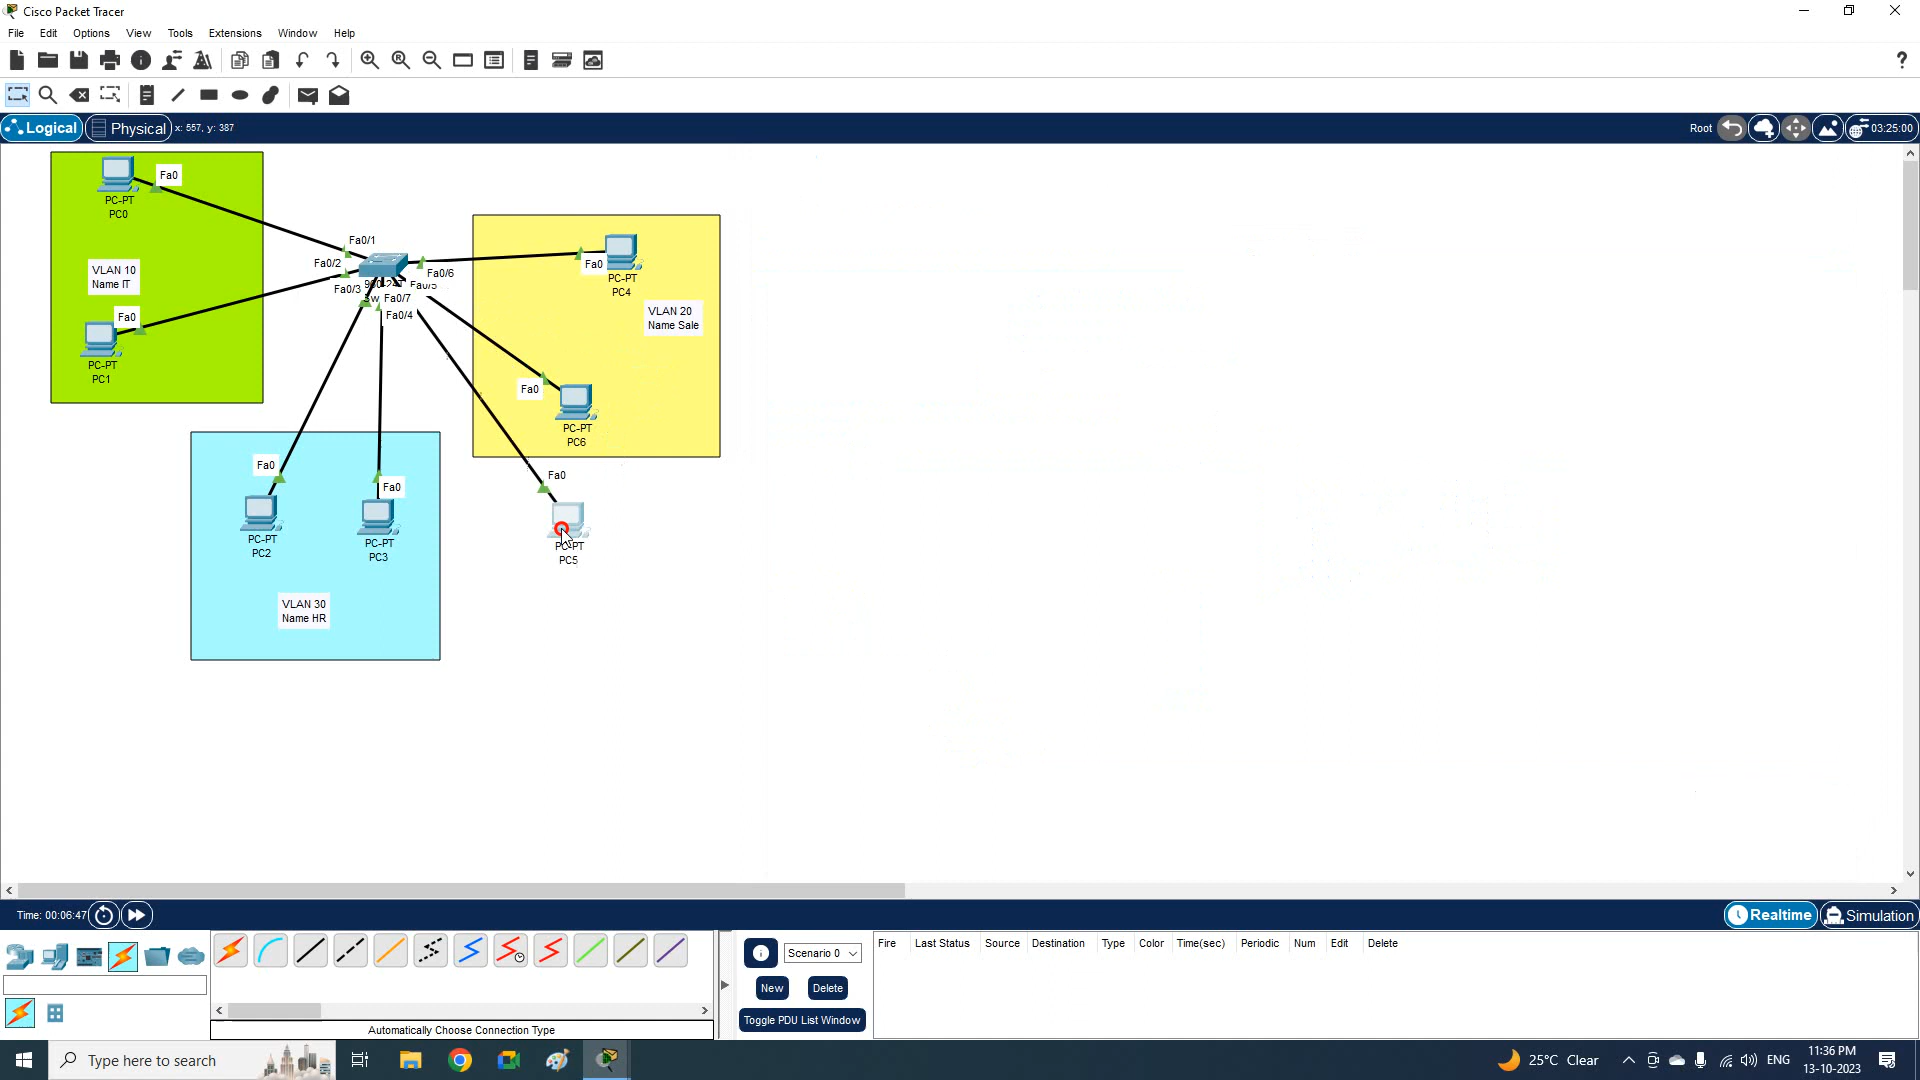 Cisco Packet Tracer
File Edit Options View Tools Extensions Window Help
?
Logical Physical x: 557, y: 387 Root 03:25:00
Fa0
PC-PT
PC0
VLAN 10
Name IT
Fa0
PC-PT
PC1
Fa0/1
Fa0/2
Fa0/6
Fa0/3
Fa0/7
Fa0/4
Fa0
PC-PT
PC4
VLAN 20
Name Sale
Fa0
PC-PT
PC6
Fa0
PC-PT
PC5
Fa0
PC-PT
PC2
Fa0
PC-PT
PC3
VLAN 30
Name HR
Time: 00:06:47 Realtime Simulation
Automatically Choose Connection Type
Scenario 0
New Delete
Toggle PDU List Window
Fire Last Status Source Destination Type Color Time(sec) Periodic Num Edit Delete
Type here to search
25°C Clear
ENG
11:36 PM
13-10-2023